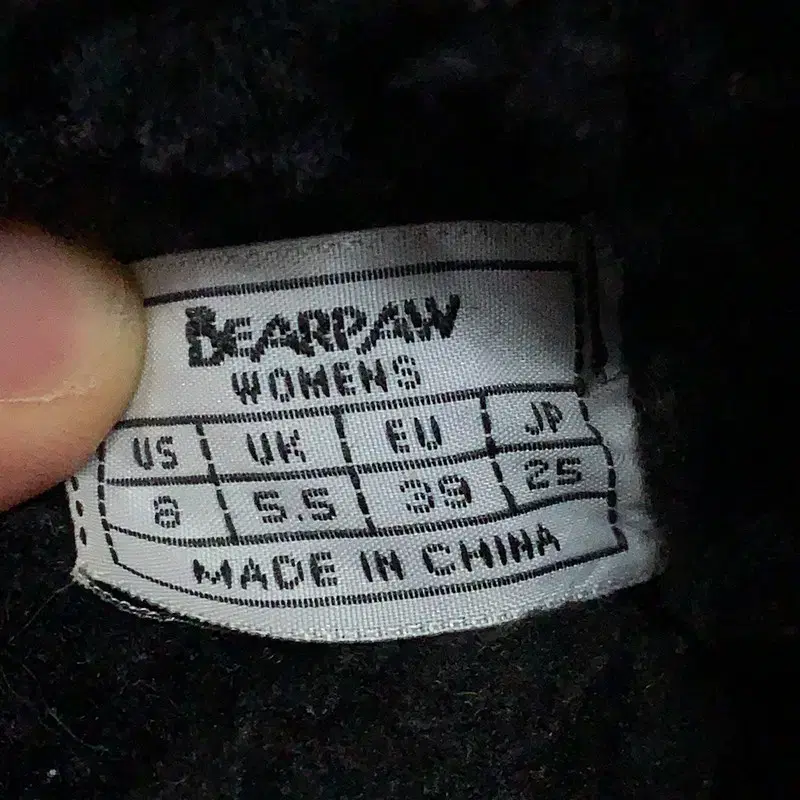 BEARPAW
WOMENS
US UK EU JP
8 5.5 39 25
MADE IN CHINA